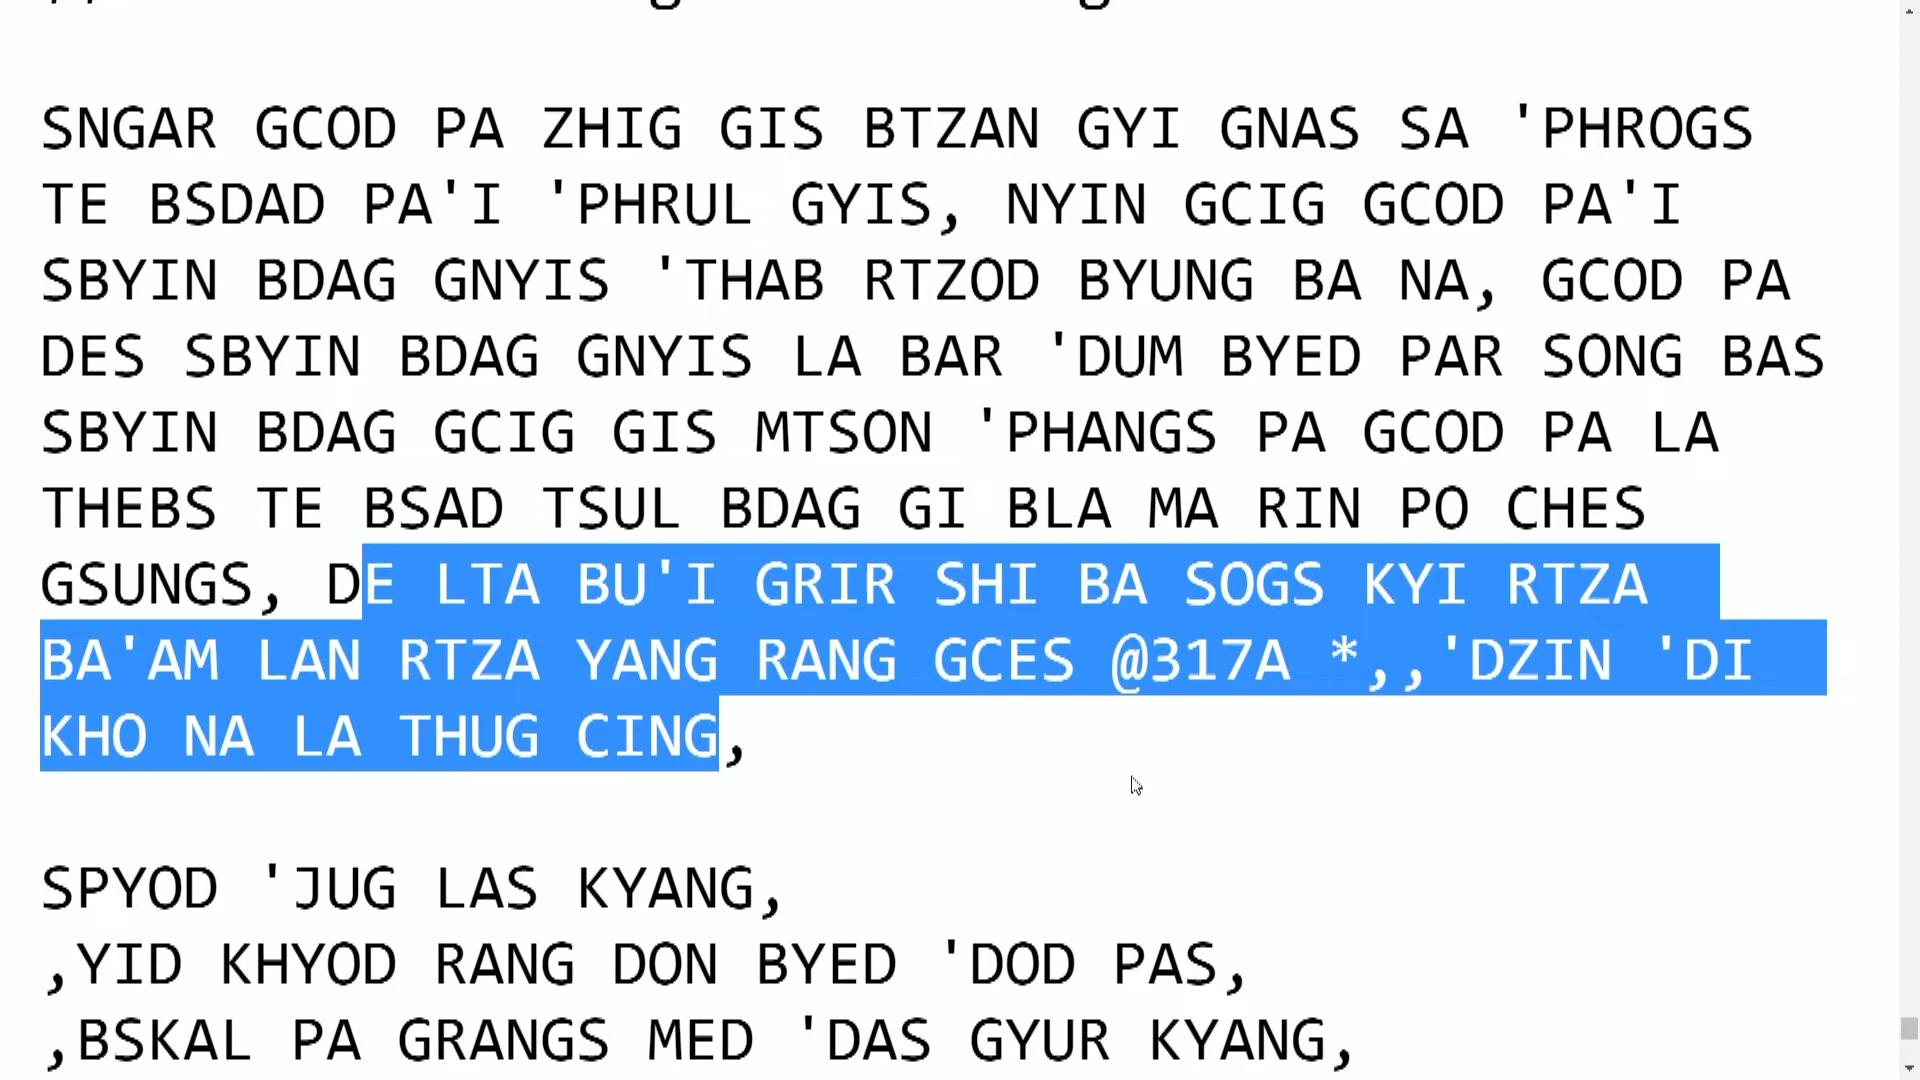 SNGAR GCOD PA ZHIG GIS BTZAN GYI GNAS SA 'PHROGS
TE BSDAD PA'I 'PHRUL GYIS, NYIN GCIG GCOD PA'I
SBYIN BDAG GNYIS 'THAB RTZOD BYUNG BA NA, GCOD PA
DES SBYIN BDAG GNYIS LA BAR 'DUM BYED PAR SONG BAS
SBYIN BDAG GCIG GIS MTSON 'PHANGS PA GCOD PA LA
THEBS TE BSAD TSUL BDAG GI BLA MA RIN PO CHES
GSUNGS, DE LTA BU'I GRIR SHI BA SOGS KYI RTZA
BA'AM LAN RTZA YANG RANG GCES @317A *,,'DZIN 'DI
KHO NA LA THUG CING,
SPYOD 'JUG LAS KYANG,
,YID KHYOD RANG DON BYED 'DOD PAS,
,BSKAL PA GRANGS MED 'DAS GYUR KYANG,